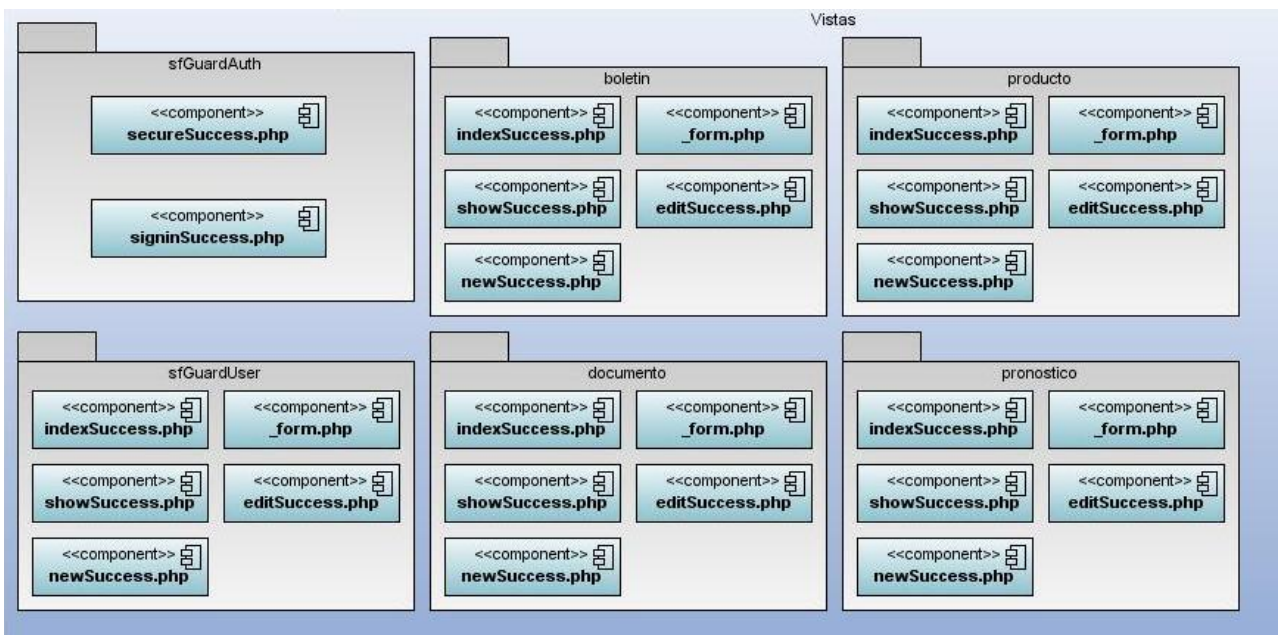 Vistas
sfGuardAuth
<<component>>
secureSuccess.php
<<component>>
signinSuccess.php
boletin
<<component>>
indexSuccess.php
<<component>>
_form.php
<<component>>
showSuccess.php
<<component>>
editSuccess.php
<<component>>
newSuccess.php
producto
<<component>>
indexSuccess.php
<<component>>
_form.php
<<component>>
showSuccess.php
<<component>>
editSuccess.php
<<component>>
newSuccess.php
sfGuardUser
<<component>>
indexSuccess.php
<<component>>
_form.php
<<component>>
showSuccess.php
<<component>>
editSuccess.php
<<component>>
newSuccess.php
documento
<<component>>
indexSuccess.php
<<component>>
_form.php
<<component>>
showSuccess.php
<<component>>
editSuccess.php
<<component>>
newSuccess.php
pronostico
<<component>>
indexSuccess.php
<<component>>
_form.php
<<component>>
showSuccess.php
<<component>>
editSuccess.php
<<component>>
newSuccess.php